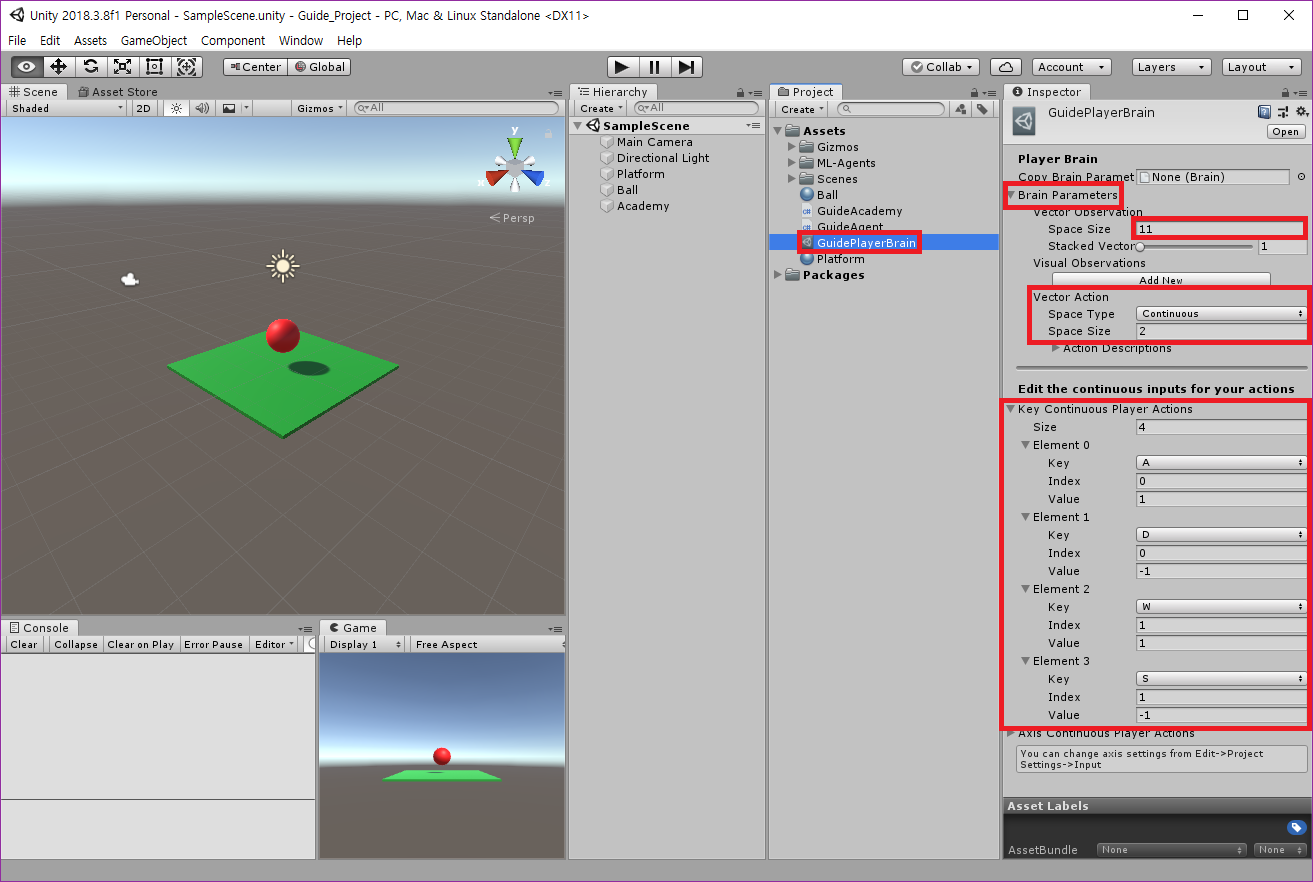 Unity 2018.3.8f1 Personal - SampleScene.unity - Guide_Project - PC, Mac & Linux Standalone <DX11>
File Edit Assets GameObject Component Window Help
Center Global Collab Account Layers Layout
Scene Asset Store
Shaded 2D Gizmos All
y
x z
Persp
Console
Clear Collapse Clear on Play Error Pause Editor
Game
Display 1 Free Aspect
Hierarchy
Create All
SampleScene
Main Camera
Directional Light
Platform
Ball
Academy
Project
Create
Assets
Gizmos
ML-Agents
Scenes
Ball
GuideAcademy
GuideAgent
GuidePlayerBrain
Platform
Packages
Inspector
GuidePlayerBrain
Open
Player Brain
Copy Brain Paramet None (Brain)
Brain Parameters
Vector Observation
Space Size 11
Stacked Vector 1
Visual Observations
Add New
Vector Action
Space Type Continuous
Space Size 2
Action Descriptions
Edit the continuous inputs for your actions
Key Continuous Player Actions
Size 4
Element 0
Key A
Index 0
Value 1
Element 1
Key D
Index 0
Value -1
Element 2
Key W
Index 1
Value 1
Element 3
Key S
Index 1
Value -1
Axis Continuous Player Actions
You can change axis settings from Edit->Project
Settings->Input
Asset Labels
AssetBundle None None